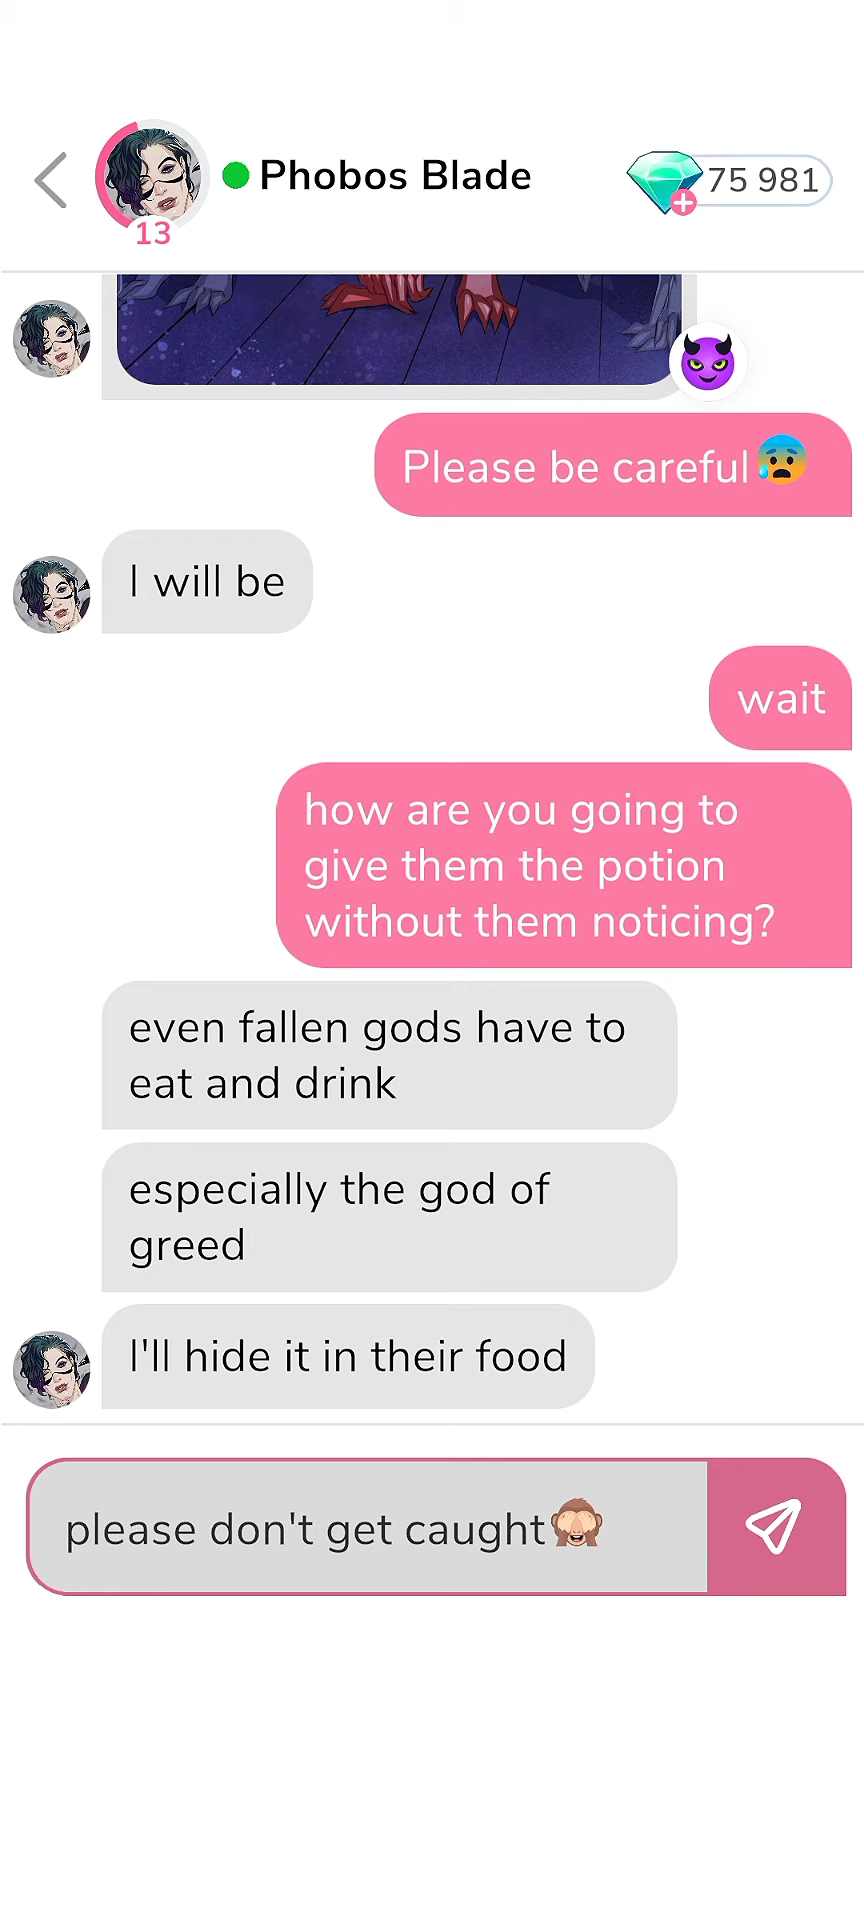 Phobos Blade
75 981
13
Please be careful😰
I will be
wait
how are you going to
give them the potion
without them noticing?
even fallen gods have to
eat and drink
especially the god of
greed
I'll hide it in their food
please don't get caught🙈